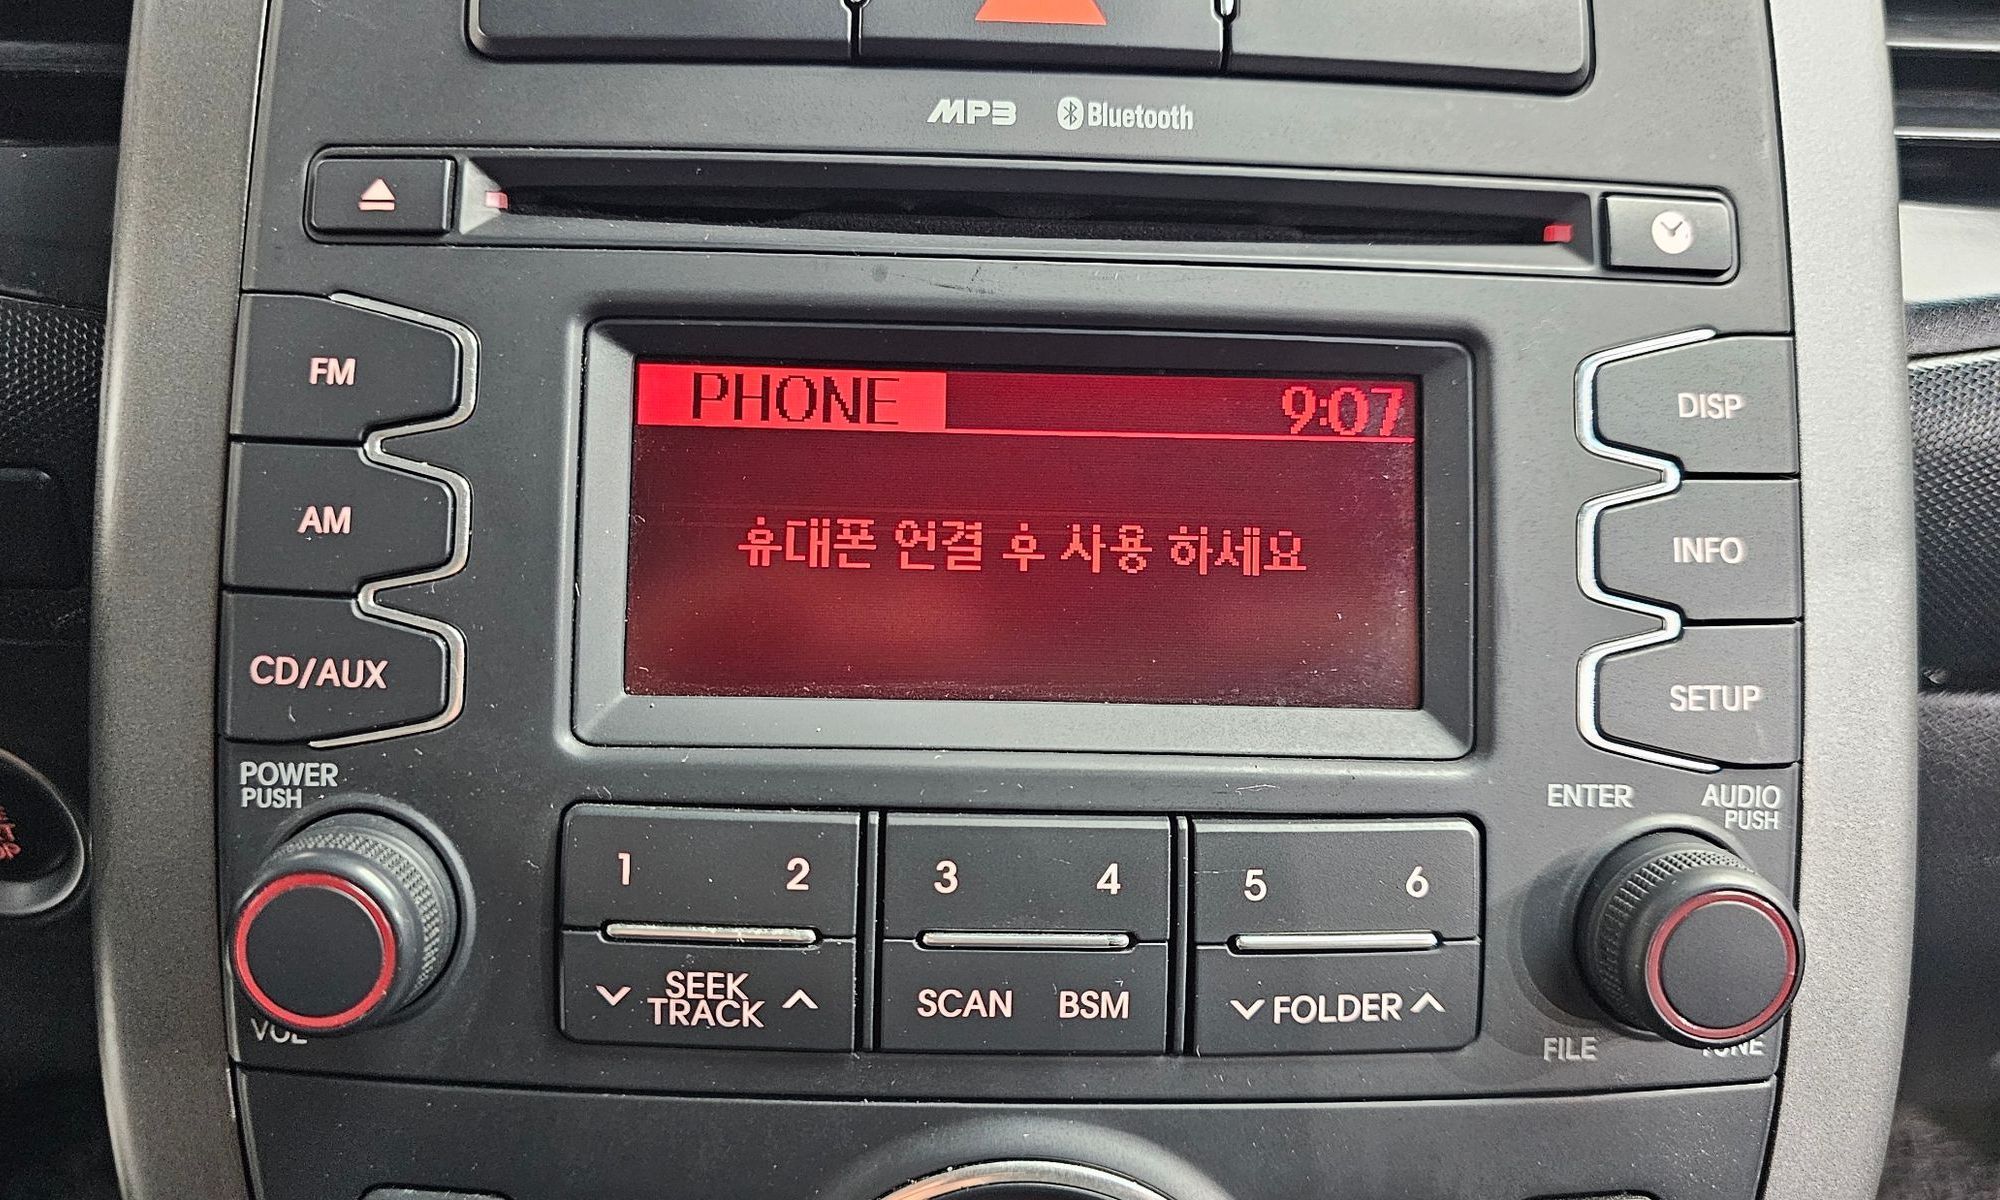 MP3 Bluetooth
FM
AM
CD/AUX
PHONE 9:07
휴대폰 연결 후 사용 하세요
DISP
INFO
SETUP
POWER
PUSH
VOL
1 2 3 4 5 6
SEEK
TRACK
SCAN BSM
FOLDER
ENTER
AUDIO
PUSH
FILE
TUNE